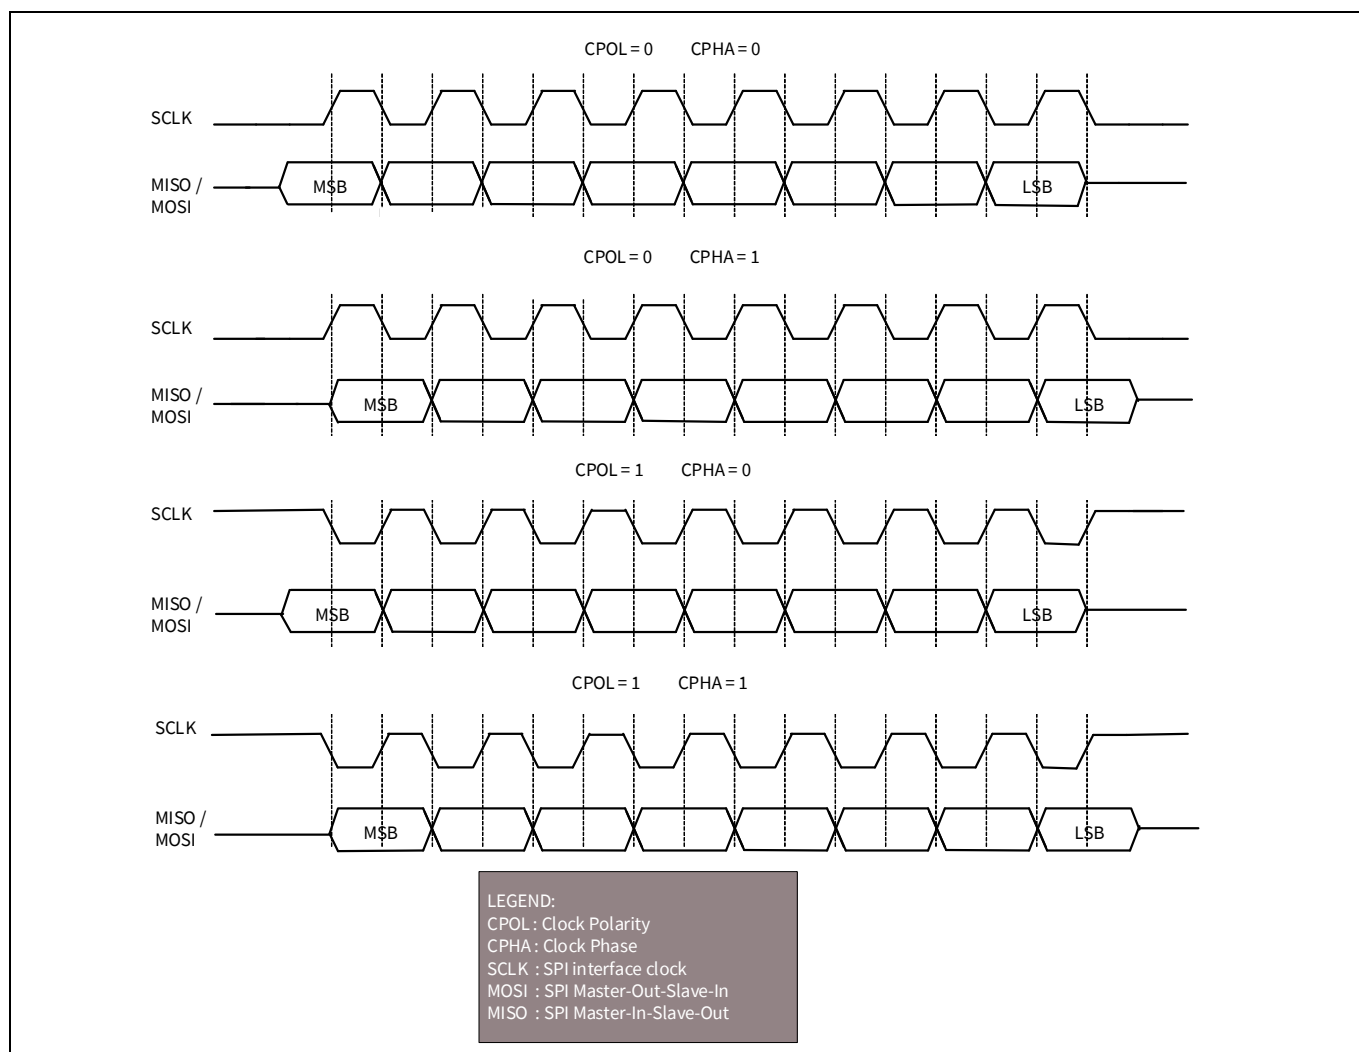 CPOL = 0 CPHA = 0
SCLK
MISO /
MOSI
MSB LSB
CPOL = 0 CPHA = 1
SCLK
MISO /
MOSI
MSB LSB
CPOL = 1 CPHA = 0
SCLK
MISO /
MOSI
MSB LSB
CPOL = 1 CPHA = 1
SCLK
MISO /
MOSI
MSB LSB
LEGEND:
CPOL : Clock Polarity
CPHA : Clock Phase
SCLK : SPI interface clock
MOSI : SPI Master-Out-Slave-In
MISO : SPI Master-In-Slave-Out